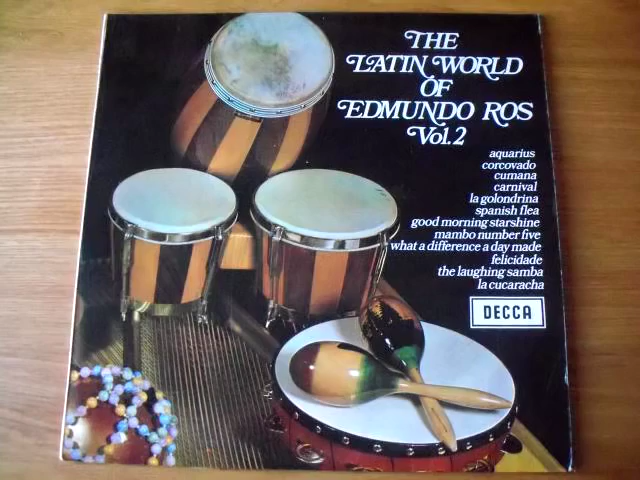 THE
LATIN WORLD
OF
EDMUNDO ROS
Vol.2
aquarius
corcovado
cumana
carnival
la golondrina
spanish flea
good morning starshine
mambo number five
what a difference a day made
felicidade
the laughing samba
la cucaracha
DECCA